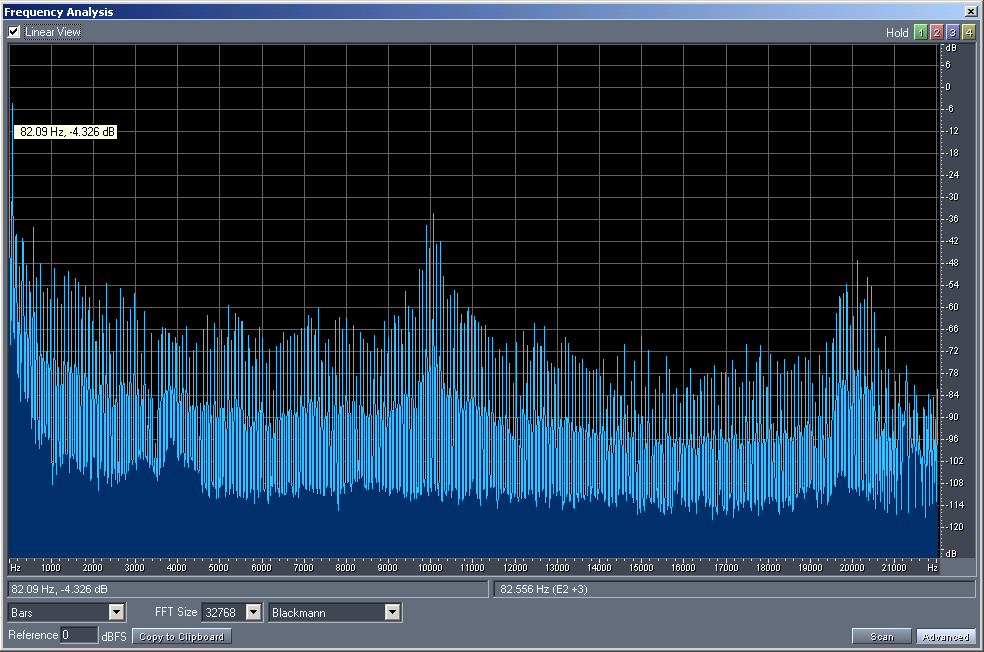 Frequency Analysis
Linear View
Hold 1 2 3 4
dB
6
0
-6
-12
-18
-24
-30
-36
-42
-48
-54
-60
-66
-72
-78
-84
-90
-96
-102
-108
-114
-120
dB
82.09 Hz, -4.326 dB
Hz 1000 2000 3000 4000 5000 6000 7000 8000 9000 10000 11000 12000 13000 14000 15000 16000 17000 18000 19000 20000 21000 Hz
82.09 Hz, -4.326 dB
82.556 Hz (E2 +3)
Bars FFT Size 32768 Blackmann
Reference 0 dBFS Copy to Clipboard Scan Advanced